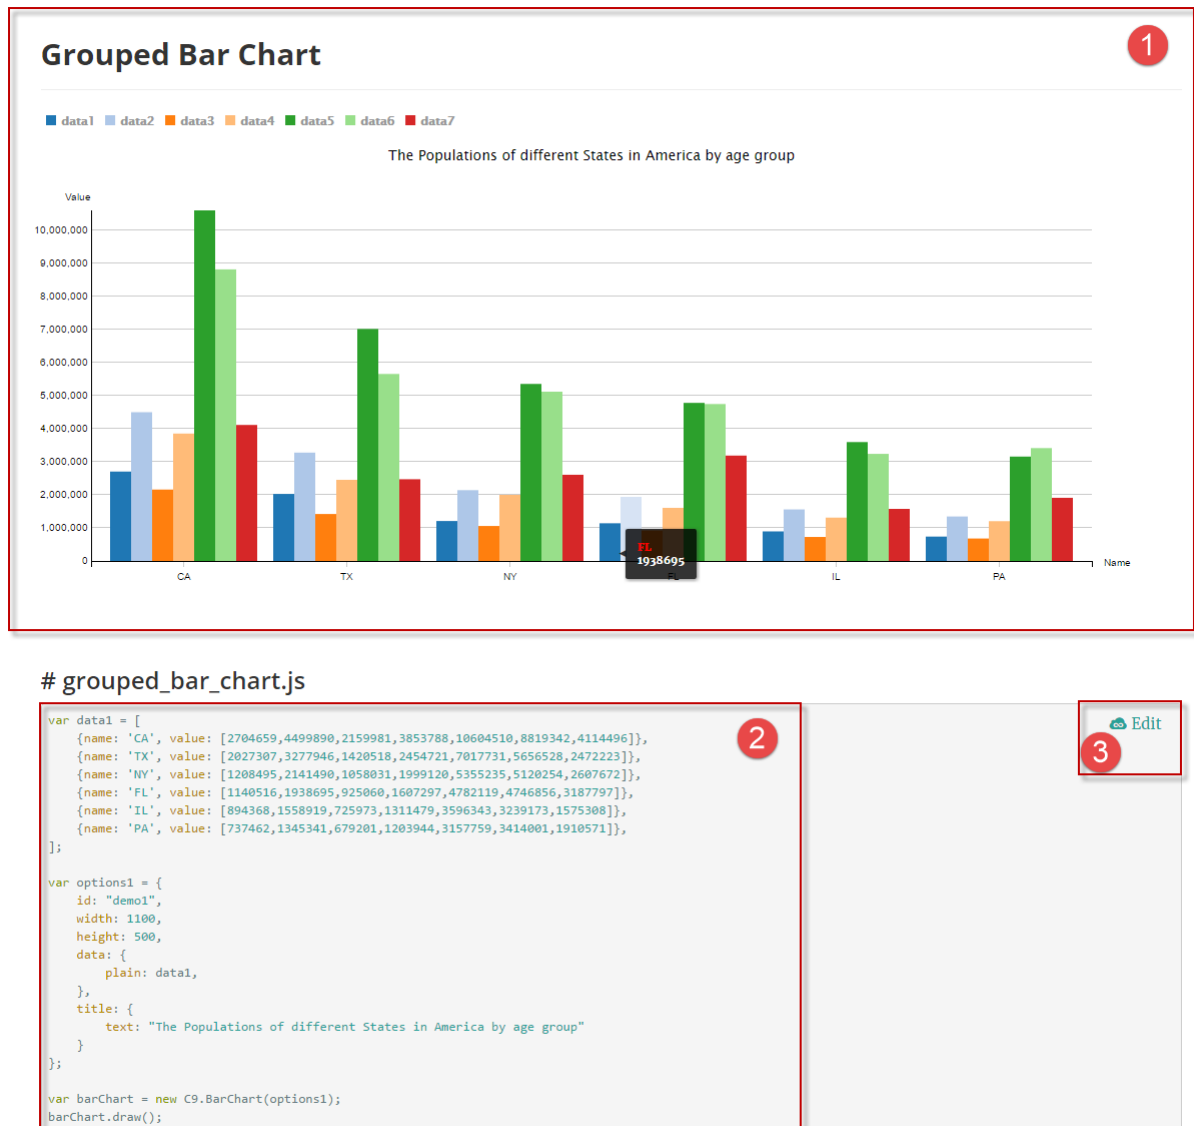 Grouped Bar Chart
1
data1 data2 data3 data4 data5 data6 data7
The Populations of different States in America by age group
Value
10,000,000
9,000,000
8,000,000
7,000,000
6,000,000
5,000,000
4,000,000
3,000,000
2,000,000
1,000,000
0
FL
1938695
CA TX NY FL IL PA
Name
# grouped_bar_chart.js
Edit
2
3
var data1 = [
    {name: 'CA', value: [2704659,4499890,2159981,3853788,10604510,8819342,4114496]},
    {name: 'TX', value: [2027307,3277946,1420518,2454721,7017731,5656528,2472223]},
    {name: 'NY', value: [1208495,2141490,1058031,1999120,5355235,5120254,2607672]},
    {name: 'FL', value: [1140516,1938695,925060,1607297,4782119,4746856,3187797]},
    {name: 'IL', value: [894368,1558919,725973,1311479,3596343,3239173,1575308]},
    {name: 'PA', value: [737462,1345341,679201,1203944,3157759,3414001,1910571]},
];
var options1 = {
    id: "demo1",
    width: 1100,
    height: 500,
    data: {
        plain: data1,
    },
    title: {
        text: "The Populations of different States in America by age group"
    }
};
var barChart = new C9.BarChart(options1);
barChart.draw();